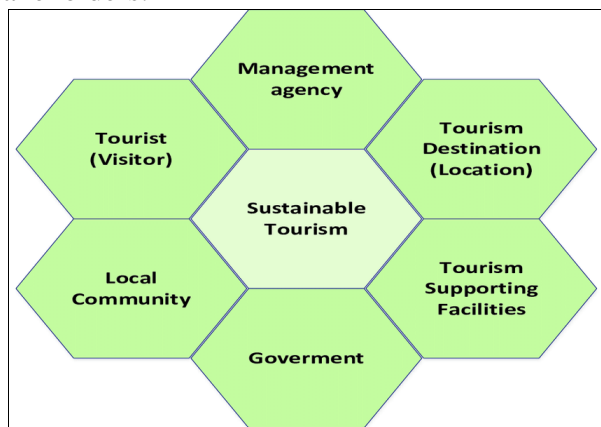 Management
agency
Tourist
(Visitor)
Tourism
Destination
(Location)
Sustainable
Tourism
Local
Community
Tourism
Supporting
Facilities
Goverment